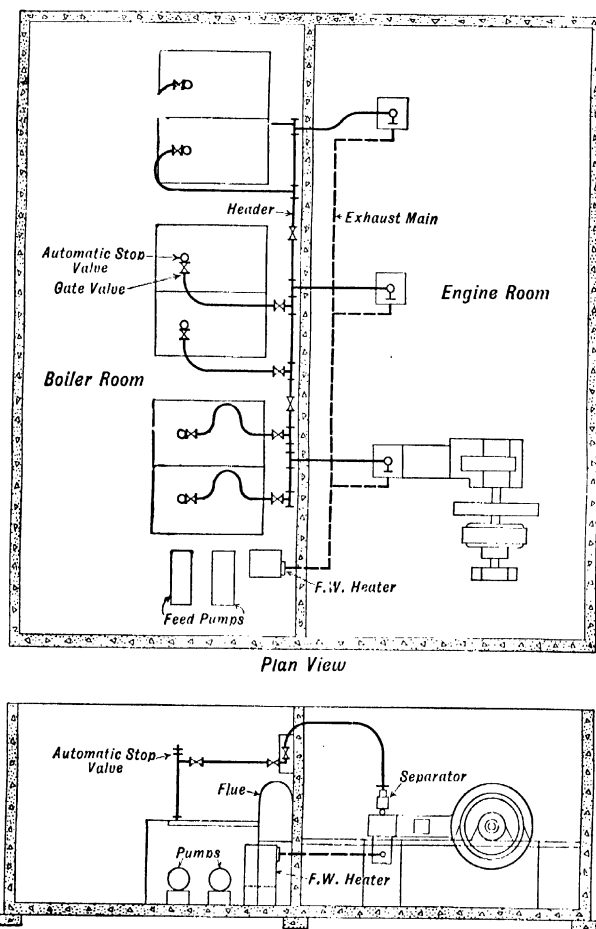 Header
Exhaust Main
Automatic Stop
Valve
Gate Valve
Engine Room
Boiler Room
F.W. Heater
Feed Pumps
Plan View
Automatic Stop
Valve
Separator
Flue
Pumps
F.W. Heater